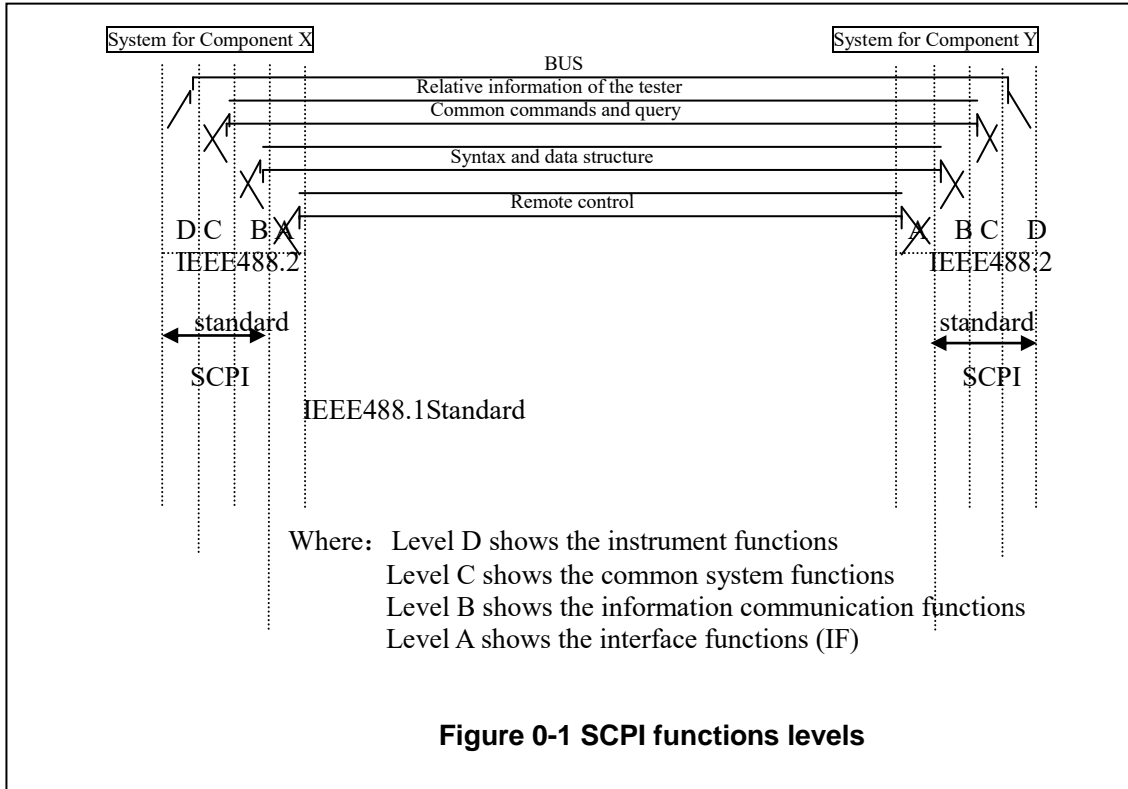 System for Component X
System for Component Y
BUS
Relative information of the tester
Common commands and query
Syntax and data structure
Remote control
D C B A
A B C D
IEEE488.2
IEEE488.2
standard
standard
SCPI
SCPI
IEEE488.1Standard
Where： Level D shows the instrument functions
Level C shows the common system functions
Level B shows the information communication functions
Level A shows the interface functions (IF)
Figure 0-1 SCPI functions levels